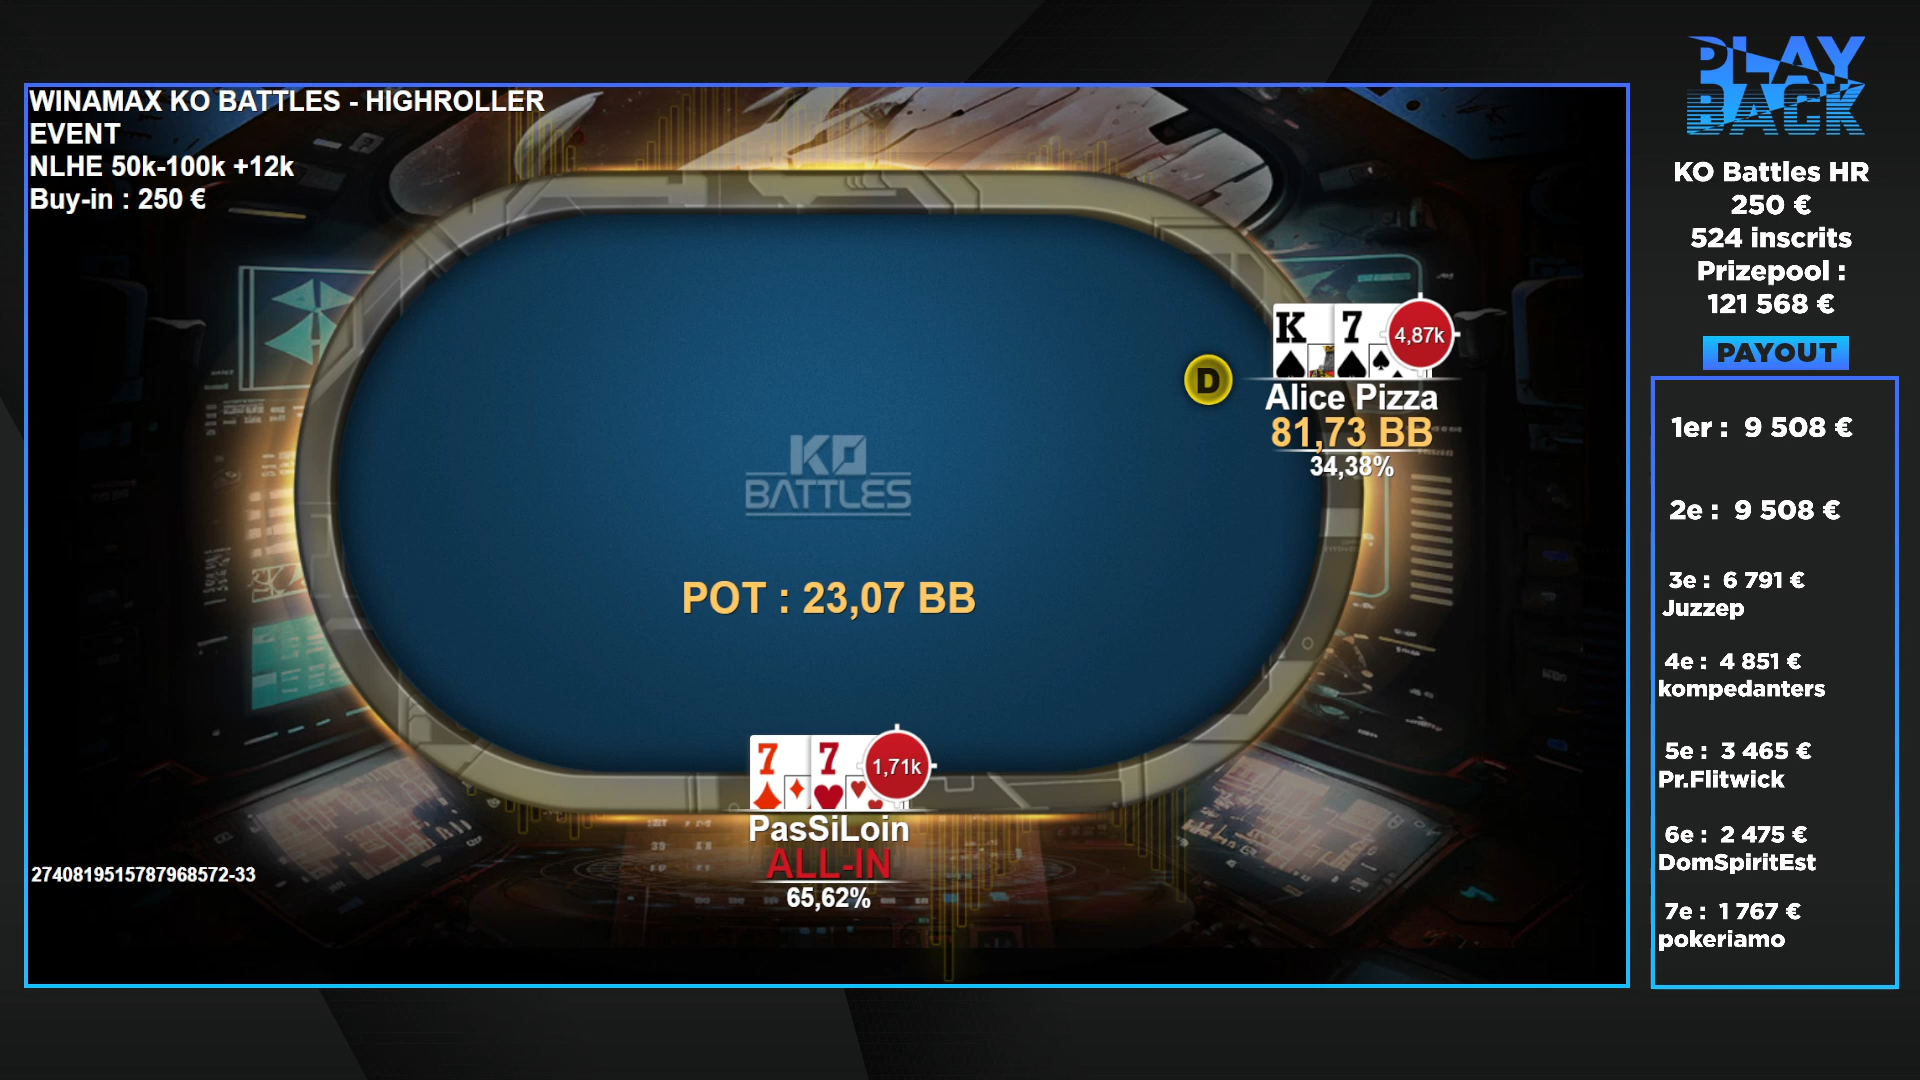 WINAMAX KO BATTLES - HIGHROLLER
EVENT
NLHE 50k-100k +12k
Buy-in : 250 €
K 7
4,87k
D
Alice Pizza
81,73 BB
34,38%
KO
BATTLES
POT : 23,07 BB
7 7
1,71k
PasSiLoin
ALL-IN
65,62%
2740819515787968572-33
PLAY
BACK
KO Battles HR
250 €
524 inscrits
Prizepool :
121 568 €
PAYOUT
1er : 9 508 €
2e : 9 508 €
3e : 6 791 €
Juzzep
4e : 4 851 €
kompedanters
5e : 3 465 €
Pr.Flitwick
6e : 2 475 €
DomSpiritEst
7e : 1 767 €
pokeriamo